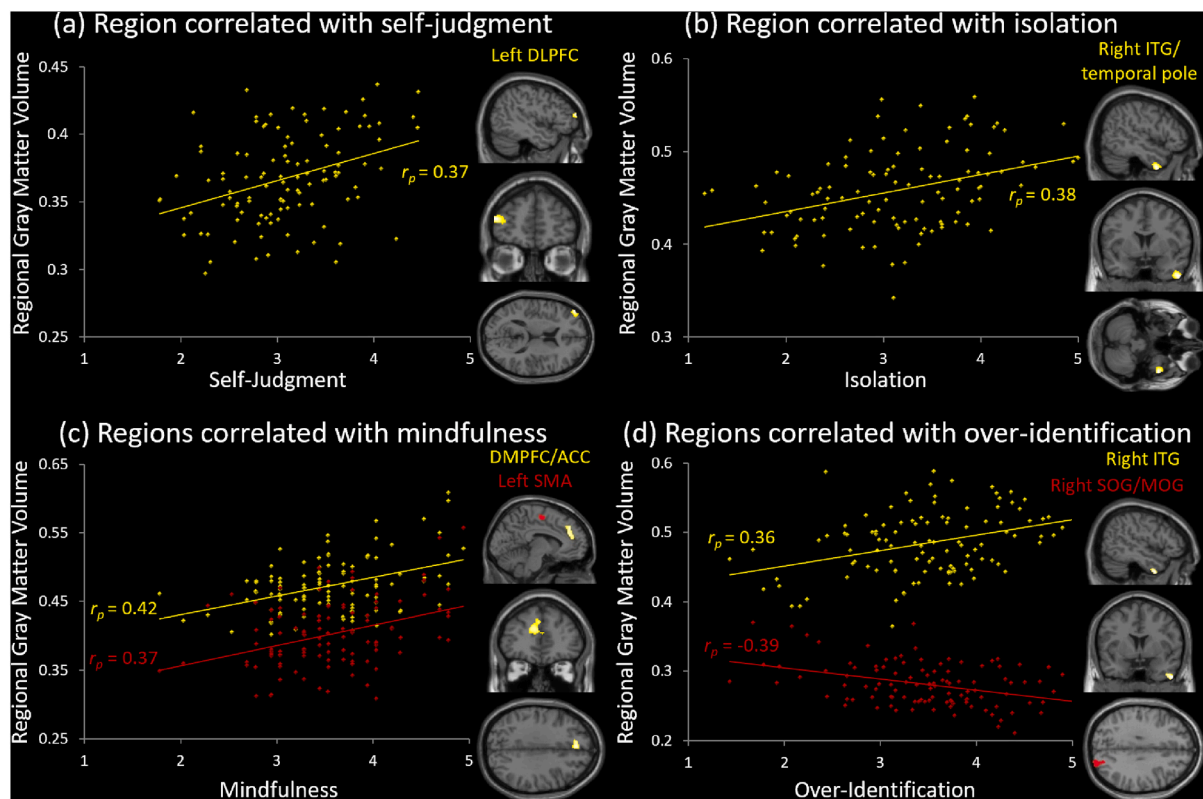 (a) Region correlated with self-judgment
Left DLPFC
Regional Gray Matter Volume
0.45
0.4
0.35
0.3
0.25
rp = 0.37
1 2 3 4 5
Self-Judgment
(b) Region correlated with isolation
Right ITG/
temporal pole
Regional Gray Matter Volume
0.6
0.5
0.4
0.3
rp = 0.38
1 2 3 4 5
Isolation
(c) Regions correlated with mindfulness
DMPFC/ACC
Left SMA
Regional Gray Matter Volume
0.65
0.55
0.45
0.35
0.25
rp = 0.42
rp = 0.37
1 2 3 4 5
Mindfulness
(d) Regions correlated with over-identification
Right ITG
Right SOG/MOG
Regional Gray Matter Volume
0.6
0.5
0.4
0.3
0.2
rp = 0.36
rp = -0.39
1 2 3 4 5
Over-Identification